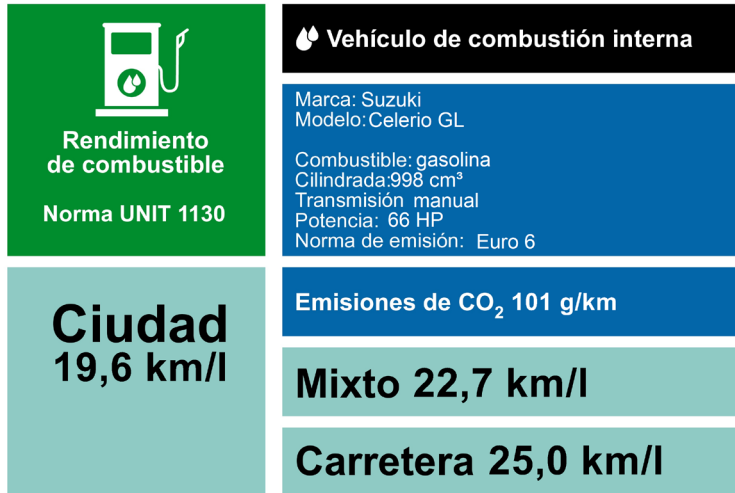 Rendimiento
de combustible
Norma UNIT 1130
Vehículo de combustión interna
Marca: Suzuki
Modelo: Celerio GL
Combustible: gasolina
Cilindrada:998 cm³
Transmisión manual
Potencia: 66 HP
Norma de emisión: Euro 6
Ciudad
19,6 km/l
Emisiones de CO₂ 101 g/km
Mixto 22,7 km/l
Carretera 25,0 km/l